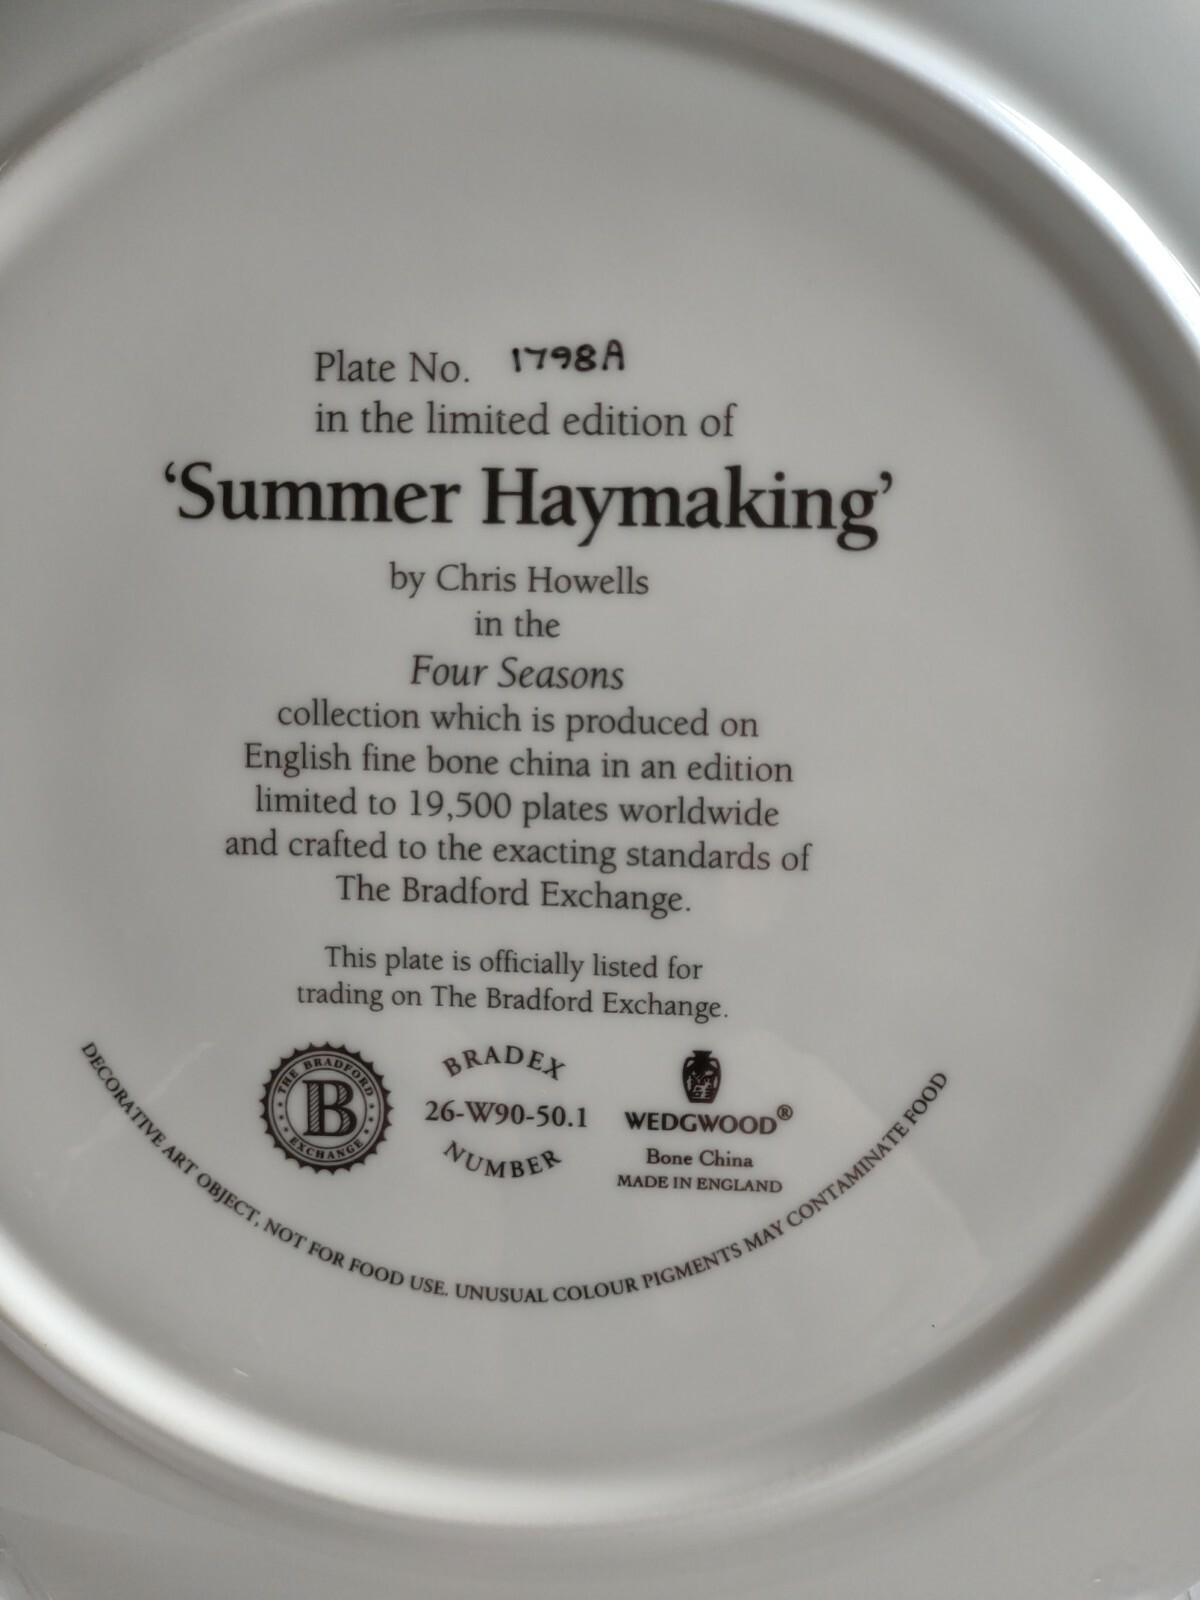 Plate No. 1798A
in the limited edition of
‘Summer Haymaking’
by Chris Howells
in the
Four Seasons
collection which is produced on
English fine bone china in an edition
limited to 19,500 plates worldwide
and crafted to the exacting standards of
The Bradford Exchange.
This plate is officially listed for
trading on The Bradford Exchange.
THE BRADFORD
B
EXCHANGE
BRADEX
26-W90-50.1
NUMBER
WEDGWOOD®
Bone China
MADE IN ENGLAND
DECORATIVE ART OBJECT, NOT FOR FOOD USE. UNUSUAL COLOUR PIGMENTS MAY CONTAMINATE FOOD